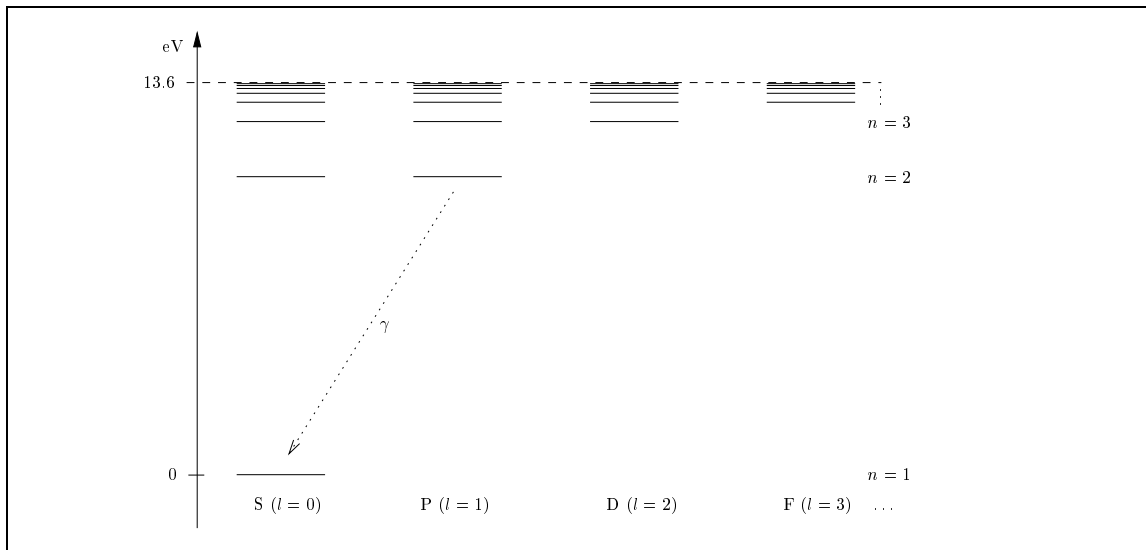 eV
13.6
n = 3
n = 2
γ
0
n = 1
S (l = 0)
P (l = 1)
D (l = 2)
F (l = 3)
...